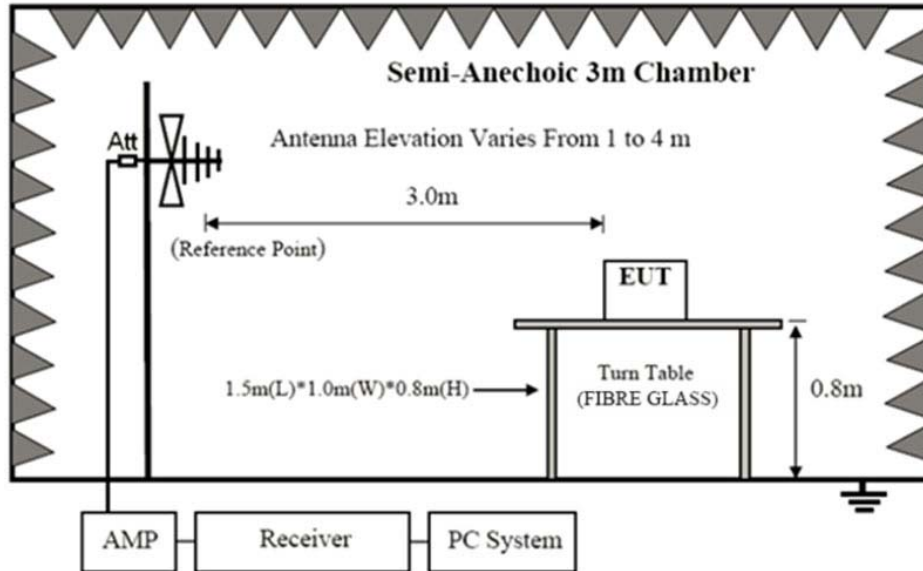 Semi-Anechoic 3m Chamber
Att
Antenna Elevation Varies From 1 to 4 m
3.0m
(Reference Point)
EUT
1.5m(L)*1.0m(W)*0.8m(H)
Turn Table
(FIBRE GLASS)
0.8m
AMP
Receiver
PC System